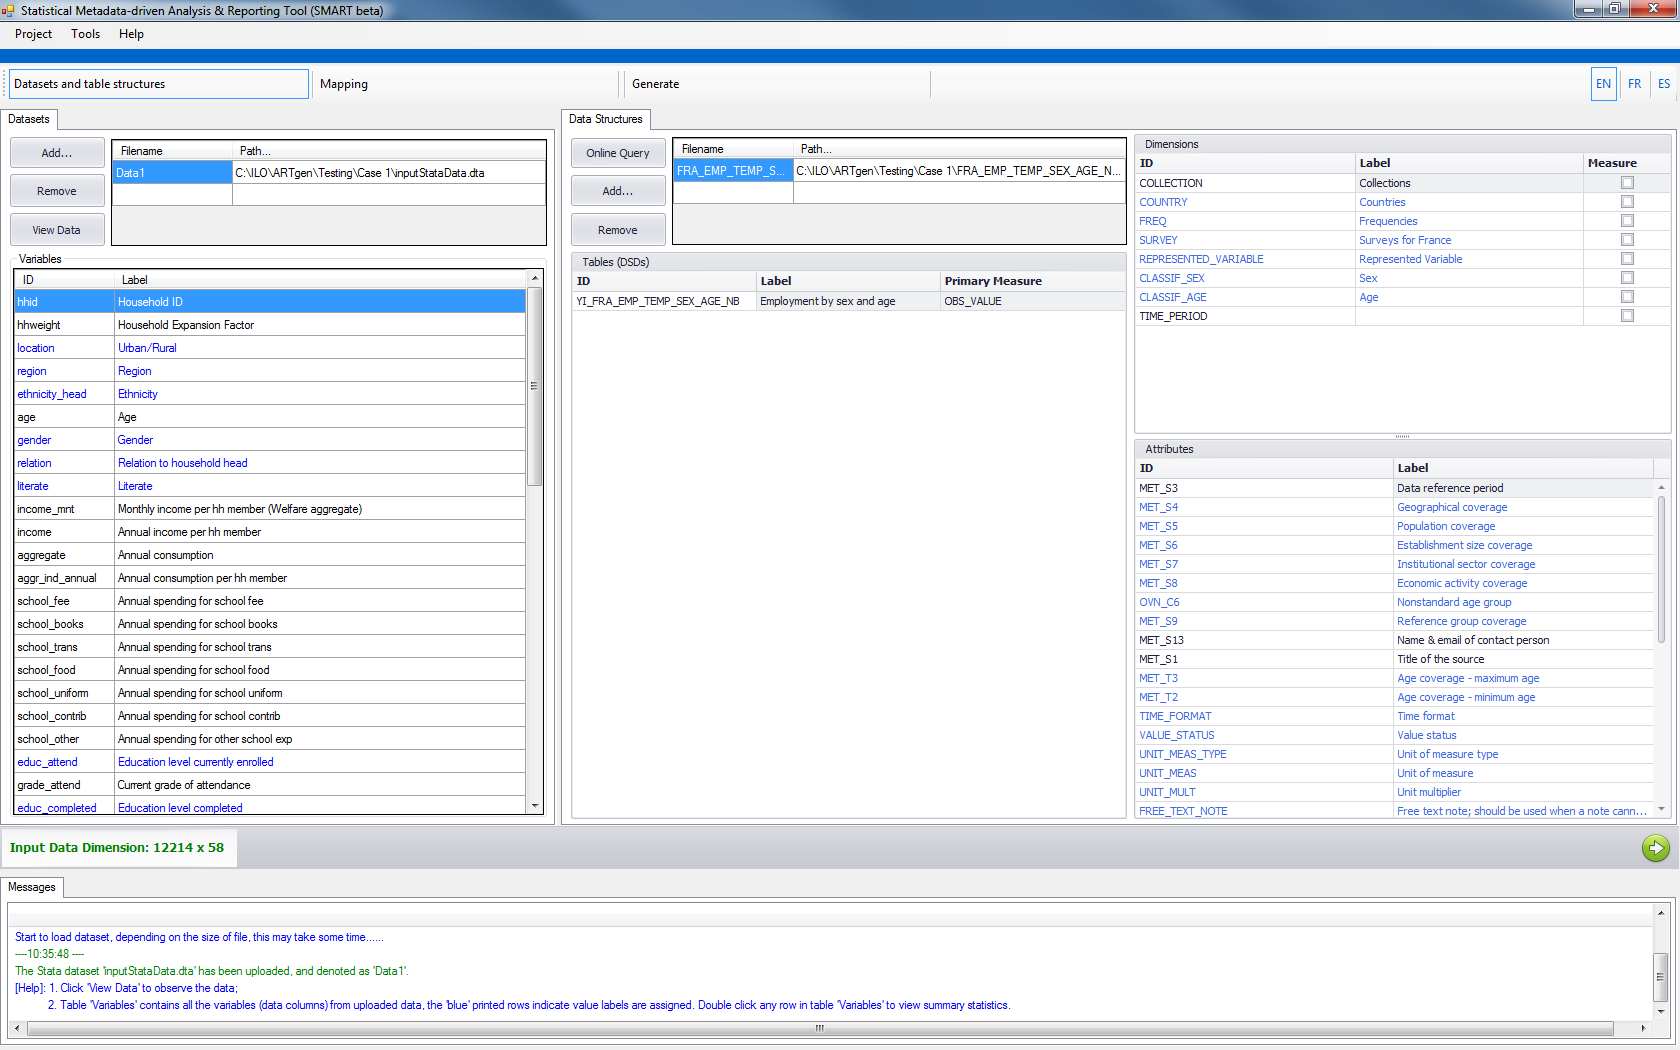 Statistical Metadata-driven Analysis & Reporting Tool (SMART beta)
Project Tools Help
Datasets and table structures Mapping Generate EN FR ES
Datasets
Add...
Remove
View Data
Filename Path...
Data1 C:\ILO\ARTgen\Testing\Case 1\inputStataData.dta
Variables
ID Label
hhid Household ID
hhweight Household Expansion Factor
location Urban/Rural
region Region
ethnicity_head Ethnicity
age Age
gender Gender
relation Relation to household head
literate Literate
income_mnt Monthly income per hh member (Welfare aggregate)
income Annual income per hh member
aggregate Annual consumption
aggr_ind_annual Annual consumption per hh member
school_fee Annual spending for school fee
school_books Annual spending for school books
school_trans Annual spending for school trans
school_food Annual spending for school food
school_uniform Annual spending for school uniform
school_contrib Annual spending for school contrib
school_other Annual spending for other school exp
educ_attend Education level currently enrolled
grade_attend Current grade of attendance
educ_completed Education level completed
Data Structures
Online Query
Add...
Remove
Filename Path...
FRA_EMP_TEMP_S... C:\ILO\ARTgen\Testing\Case 1\FRA_EMP_TEMP_SEX_AGE_N...
Tables (DSDs)
ID Label Primary Measure
YI_FRA_EMP_TEMP_SEX_AGE_NB Employment by sex and age OBS_VALUE
Dimensions
ID Label Measure
COLLECTION Collections
COUNTRY Countries
FREQ Frequencies
SURVEY Surveys for France
REPRESENTED_VARIABLE Represented Variable
CLASSIF_SEX Sex
CLASSIF_AGE Age
TIME_PERIOD
Attributes
ID Label
MET_S3 Data reference period
MET_S4 Geographical coverage
MET_S5 Population coverage
MET_S6 Establishment size coverage
MET_S7 Institutional sector coverage
MET_S8 Economic activity coverage
OVN_C6 Nonstandard age group
MET_S9 Reference group coverage
MET_S13 Name & email of contact person
MET_S1 Title of the source
MET_T3 Age coverage - maximum age
MET_T2 Age coverage - minimum age
TIME_FORMAT Time format
VALUE_STATUS Value status
UNIT_MEAS_TYPE Unit of measure type
UNIT_MEAS Unit of measure
UNIT_MULT Unit multiplier
FREE_TEXT_NOTE Free text note; should be used when a note cann...
Input Data Dimension: 12214 x 58
Messages
Start to load dataset, depending on the size of file, this may take some time......
----10:35:48 ----
The Stata dataset 'inputStataData.dta' has been uploaded, and denoted as 'Data1'.
[Help]: 1. Click 'View Data' to observe the data;
2. Table 'Variables' contains all the variables (data columns) from uploaded data, the 'blue' printed rows indicate value labels are assigned. Double click any row in table 'Variables' to view summary statistics.